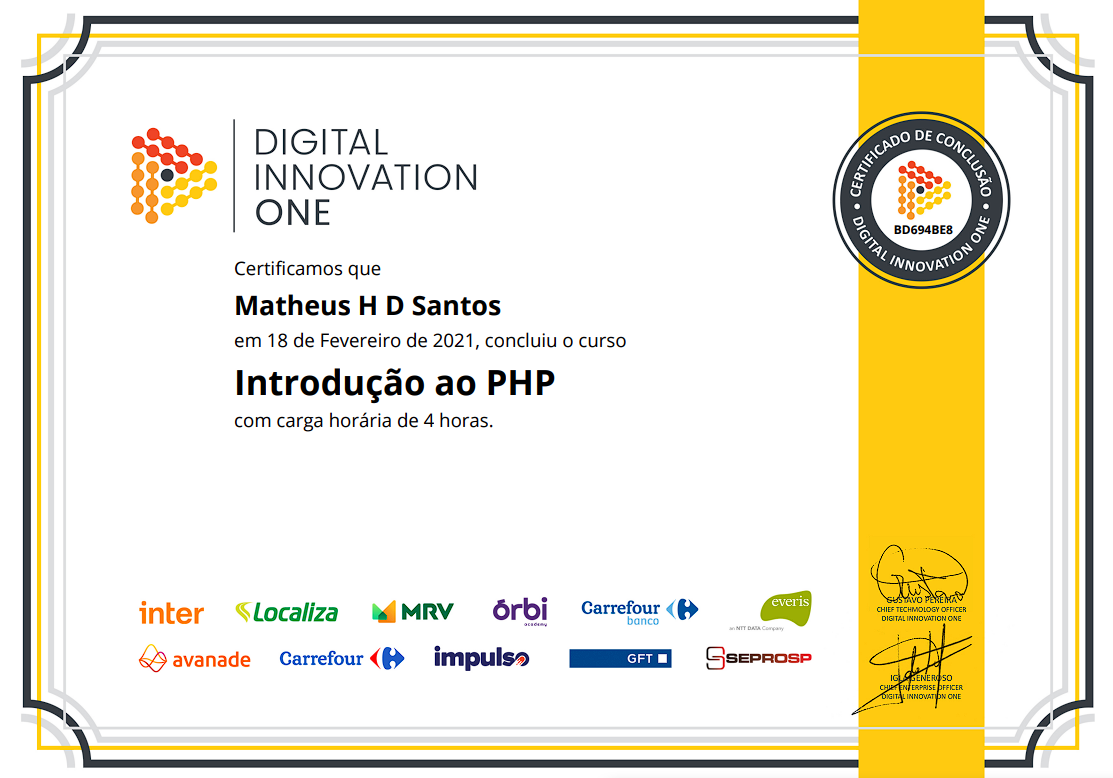 DIGITAL
INNOVATION
ONE
CERTIFICADO DE CONCLUSÃO
BD694BE8
DIGITAL INNOVATION ONE
Certificamos que
Matheus H D Santos
em 18 de Fevereiro de 2021, concluiu o curso
Introdução ao PHP
com carga horária de 4 horas.
inter
Localiza
MRV
órbi
academy
Carrefour
banco
everis
an NTT DATA Company
avanade
Carrefour
impulso
GFT
SEPROSP
GUSTAVO
CHIEF TECHNOLOGY OFFICER
DIGITAL INNOVATION ONE
GENEROSO
CHIEF ENTERPRISE OFFICER
DIGITAL INNOVATION ONE